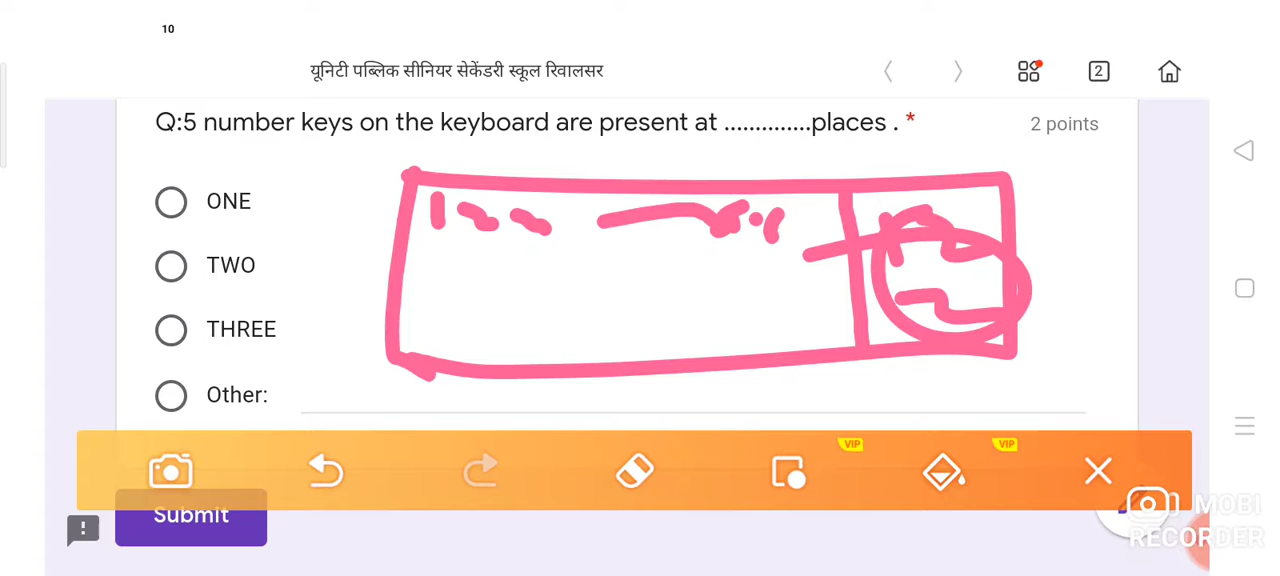 10
यूनिटी पब्लिक सीनियर सेकेंडरी स्कूल रिवालसर
2
Q:5 number keys on the keyboard are present at ..............places . *
2 points
ONE
TWO
THREE
Other:
VIP
VIP
Submit
MOBI
RECORDER